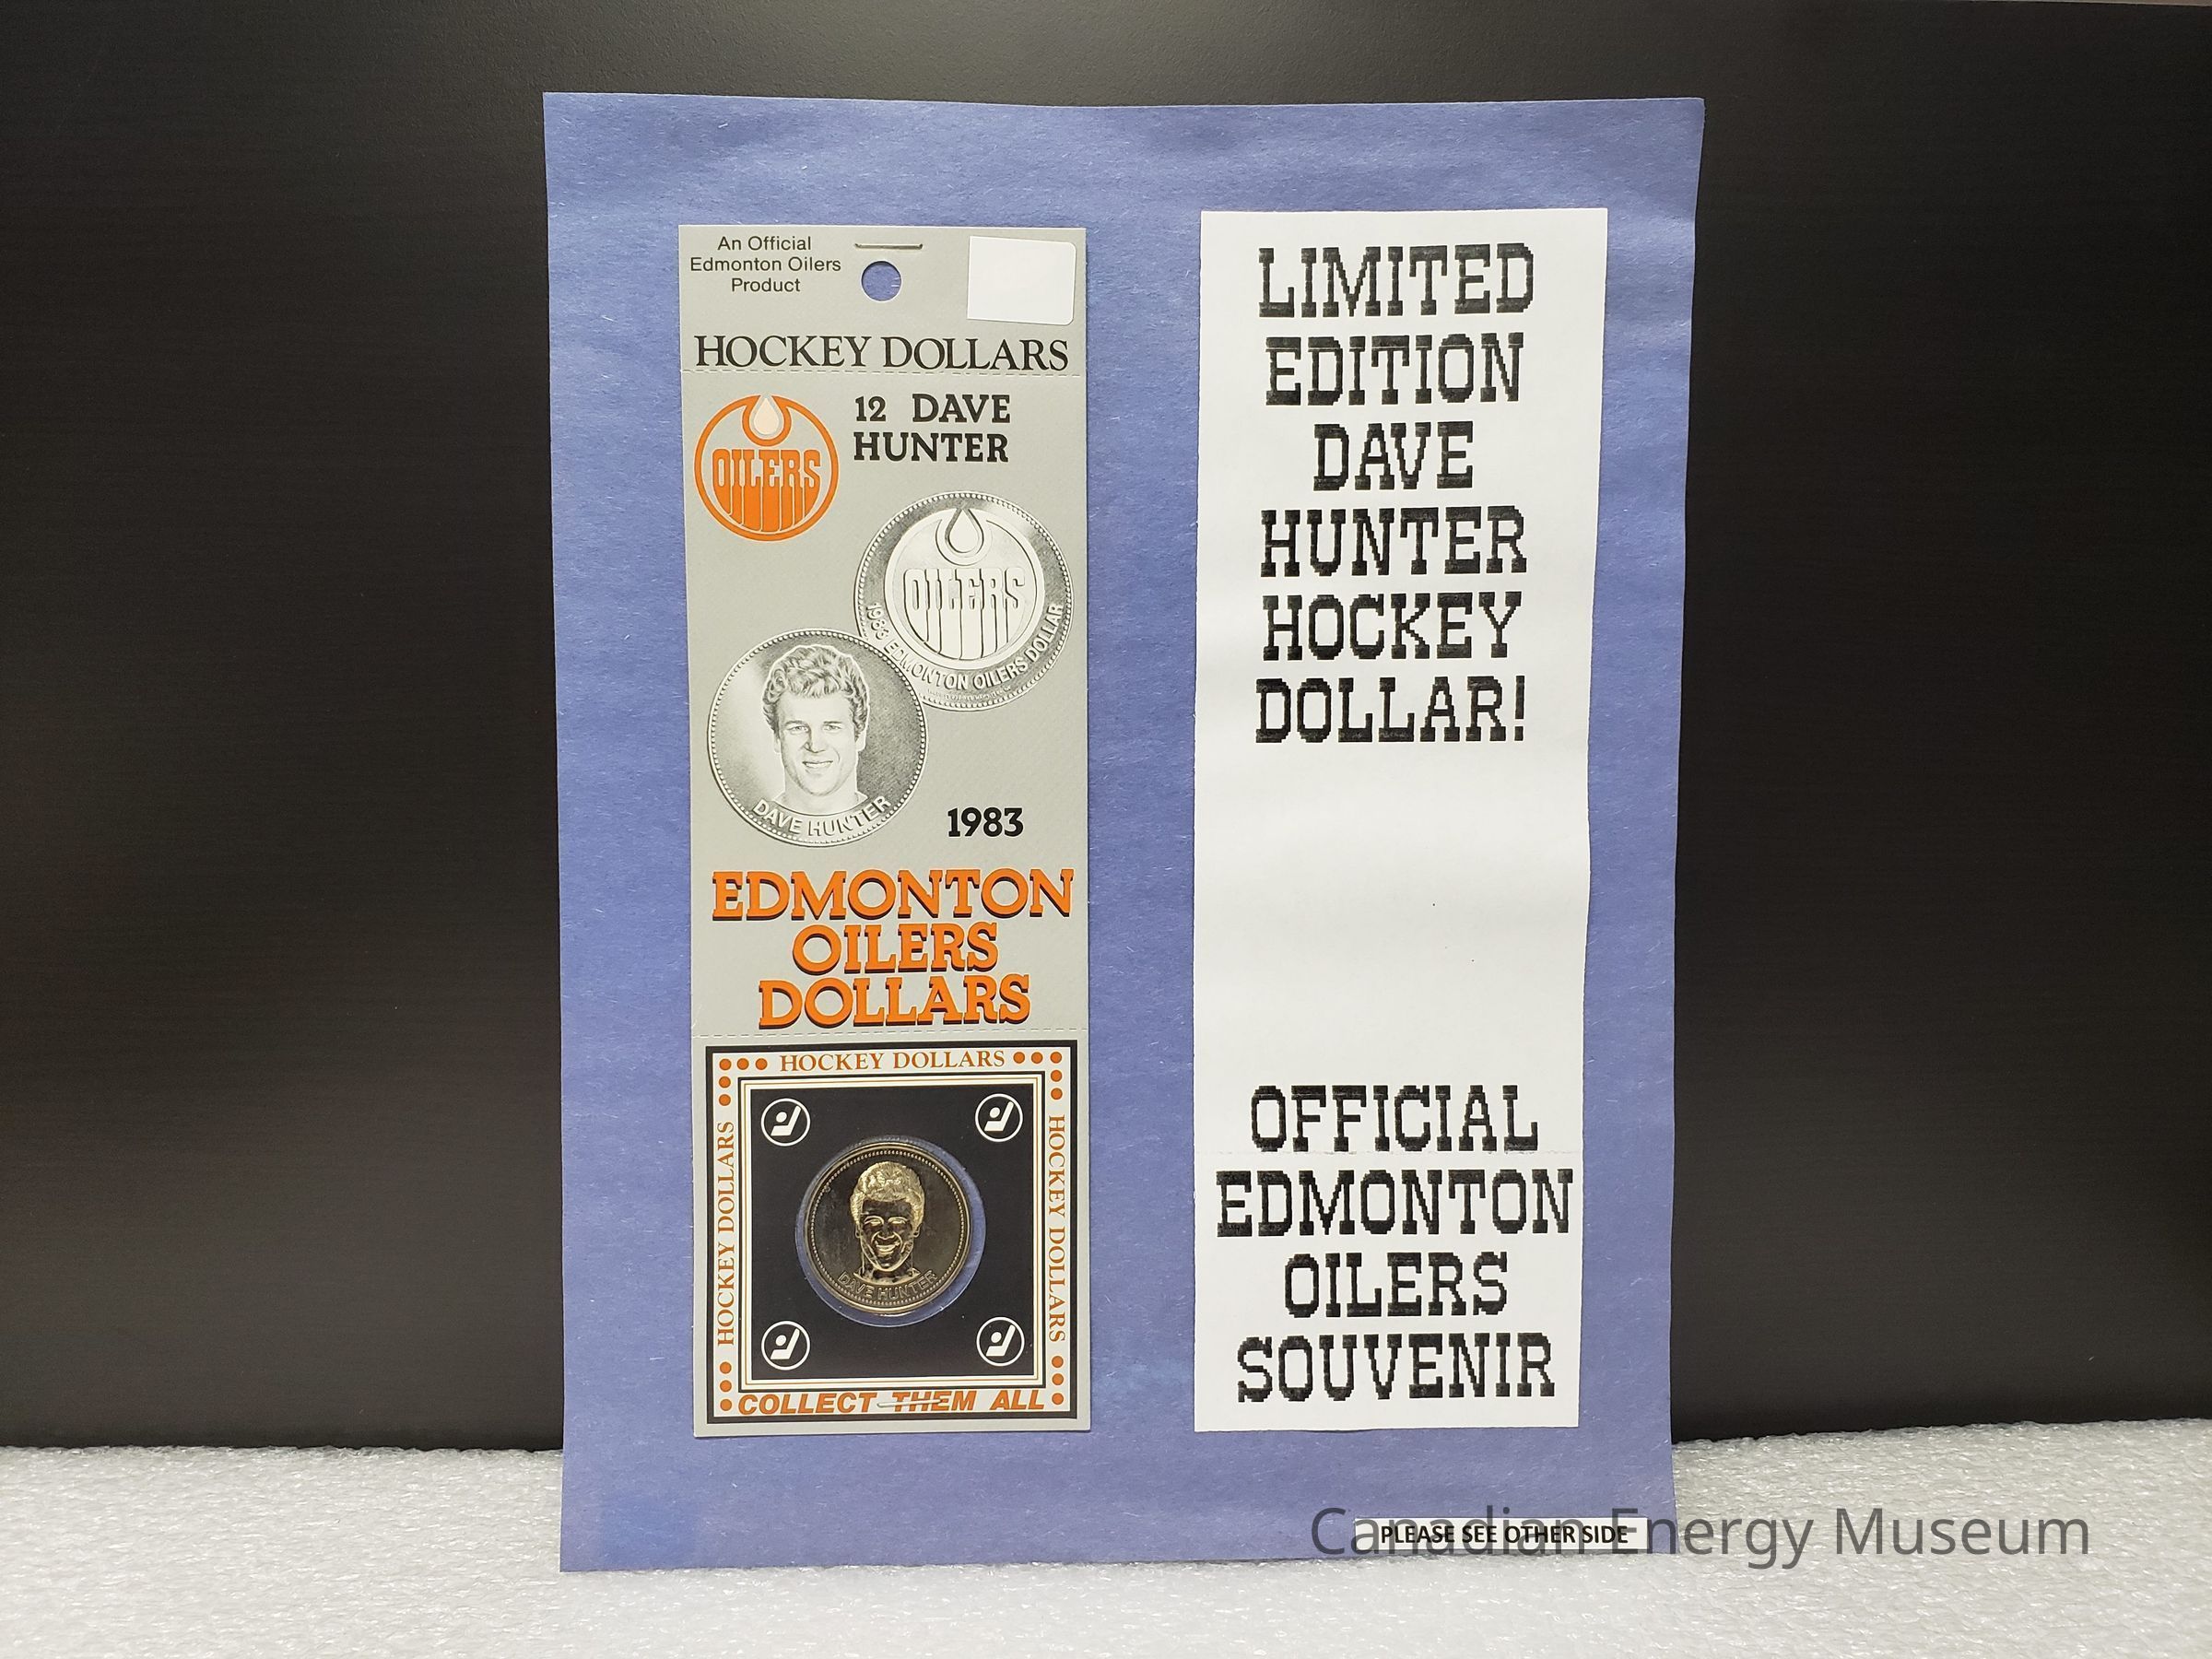 An Official
Edmonton Oilers
Product
HOCKEY DOLLARS
OILERS
12 DAVE
HUNTER
OILERS
1983 EDMONTON OILERS DOLLAR
DAVE HUNTER
1983
EDMONTON
OILERS
DOLLARS
HOCKEY DOLLARS
HOCKEY DOLLARS
HOCKEY DOLLARS
DAVE HUNTER
COLLECT THEM ALL
LIMITED
EDITION
DAVE
HUNTER
HOCKEY
DOLLAR!
OFFICIAL
EDMONTON
OILERS
SOUVENIR
PLEASE SEE OTHER SIDE
Canadian Energy Museum